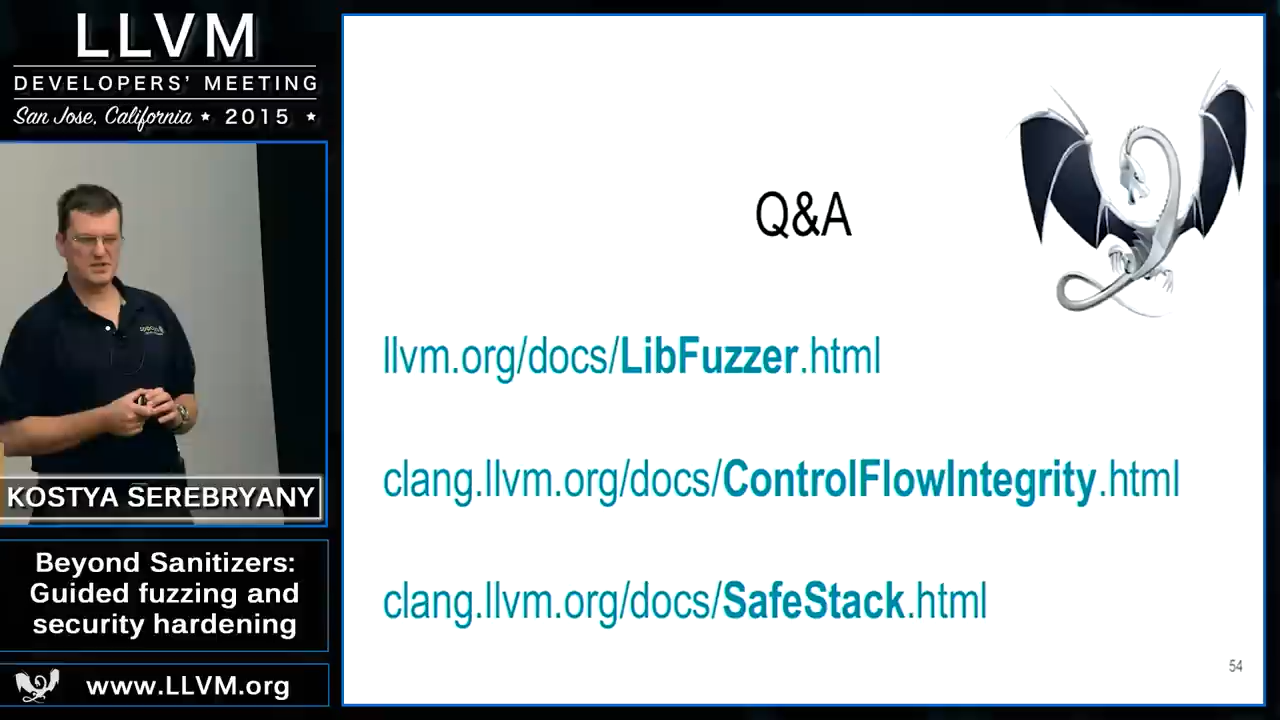 LLVM
DEVELOPERS' MEETING
San Jose, California ★ 2015 ★
KOSTYA SEREBRYANY
Beyond Sanitizers:
Guided fuzzing and
security hardening
www.LLVM.org
Q&A
llvm.org/docs/LibFuzzer.html
clang.llvm.org/docs/ControlFlowIntegrity.html
clang.llvm.org/docs/SafeStack.html
54